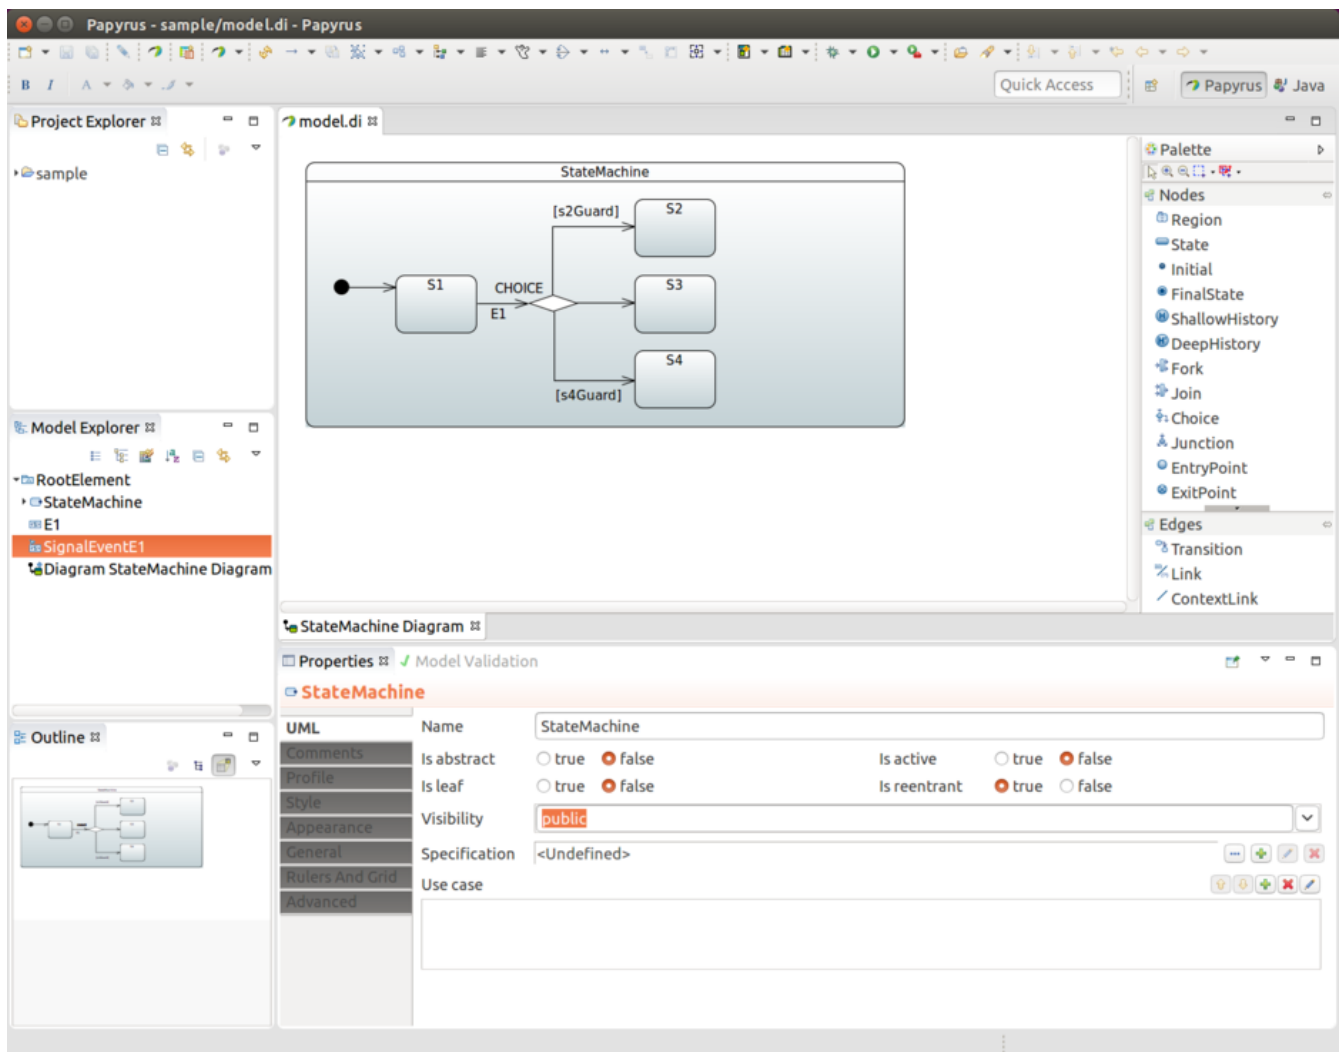 Papyrus - sample/model.di - Papyrus
B I A
Quick Access
Papyrus
Java
Project Explorer
sample
model.di
StateMachine
[s2Guard]
S2
S1
CHOICE
E1
S3
S4
[s4Guard]
Palette
Nodes
Region
State
Initial
FinalState
ShallowHistory
DeepHistory
Fork
Join
Choice
Junction
EntryPoint
ExitPoint
Edges
Transition
Link
ContextLink
Model Explorer
RootElement
StateMachine
E1
SignalEventE1
Diagram StateMachine Diagram
StateMachine Diagram
Outline
Properties
Model Validation
StateMachine
UML
Comments
Profile
Style
Appearance
General
Rulers And Grid
Advanced
Name StateMachine
Is abstract true false Is active true false
Is leaf true false Is reentrant true false
Visibility public
Specification <Undefined>
Use case